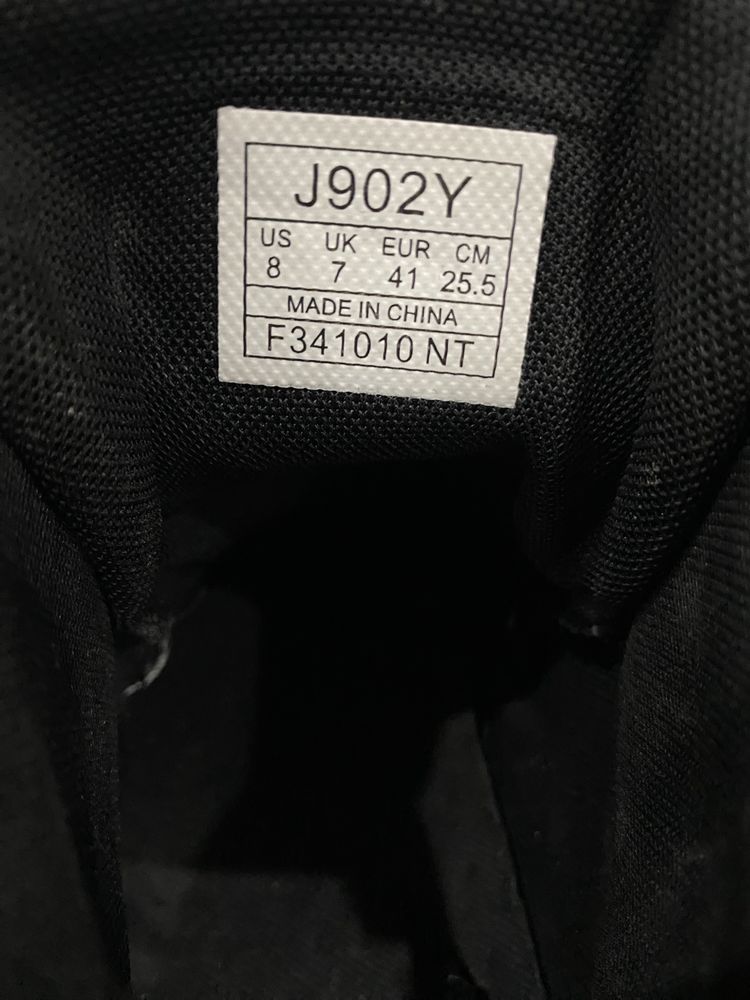 J902Y
US UK EUR CM
8 7 41 25.5
MADE IN CHINA
F341010 NT